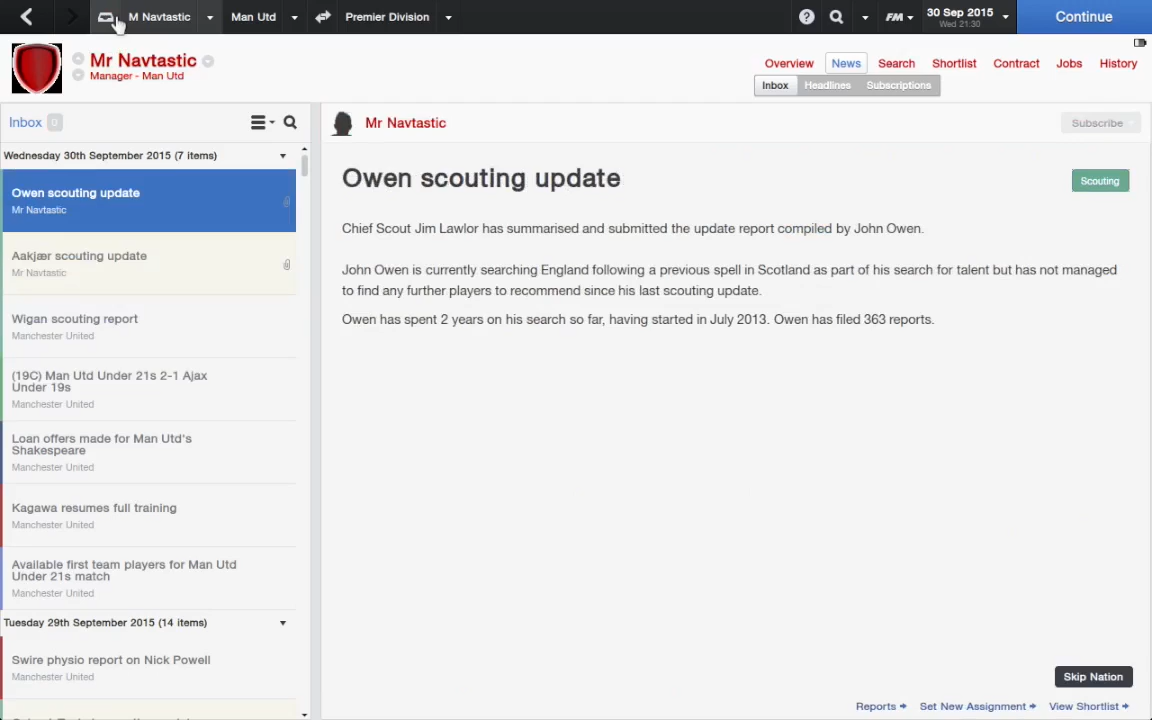 M Navtastic Man Utd Premier Division FM 30 Sep 2015 Continue
Wed 21:30
Mr Navtastic
Manager - Man Utd
Overview News Search Shortlist Contract Jobs History
Inbox Headlines Subscriptions
Inbox 0
Mr Navtastic
Subscribe
Wednesday 30th September 2015 (7 items)
Owen scouting update
Mr Navtastic
Aakjær scouting update
Mr Navtastic
Wigan scouting report
Manchester United
(19C) Man Utd Under 21s 2-1 Ajax
Under 19s
Manchester United
Loan offers made for Man Utd's
Shakespeare
Manchester United
Kagawa resumes full training
Manchester United
Available first team players for Man Utd
Under 21s match
Manchester United
Tuesday 29th September 2015 (14 items)
Swire physio report on Nick Powell
Manchester United
Owen scouting update
Scouting
Chief Scout Jim Lawlor has summarised and submitted the update report compiled by John Owen.
John Owen is currently searching England following a previous spell in Scotland as part of his search for talent but has not managed
to find any further players to recommend since his last scouting update.
Owen has spent 2 years on his search so far, having started in July 2013. Owen has filed 363 reports.
Skip Nation
Reports Set New Assignment View Shortlist